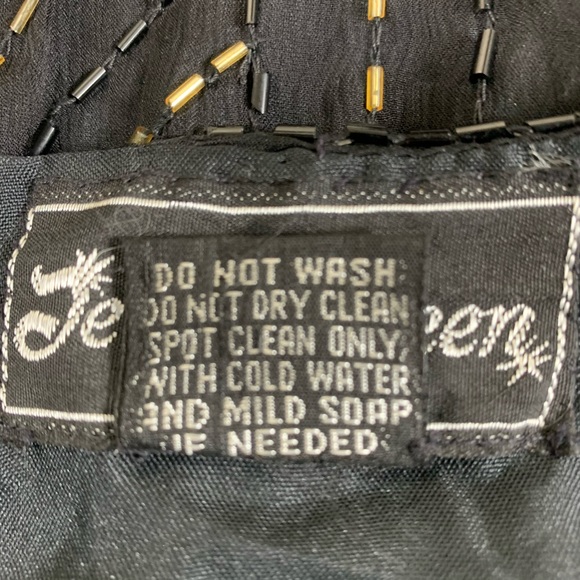 DO NOT WASH
DO NOT DRY CLEAN
SPOT CLEAN ONLY
WITH COLD WATER
AND MILD SOAP
IF NEEDED